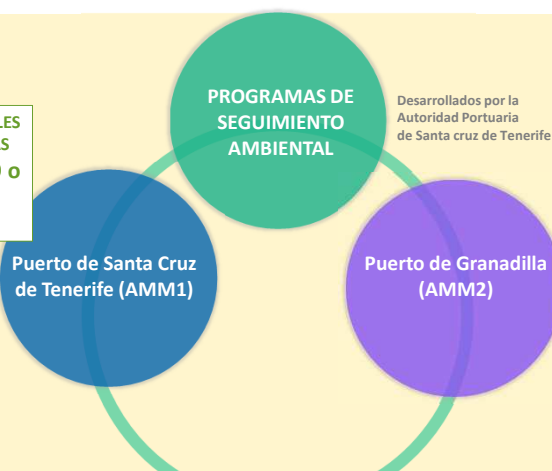 PROGRAMAS DE
SEGUIMIENTO
AMBIENTAL
Desarrollados por la
Autoridad Portuaria
de Santa cruz de Tenerife
Puerto de Santa Cruz
de Tenerife (AMM1)
Puerto de Granadilla
(AMM2)